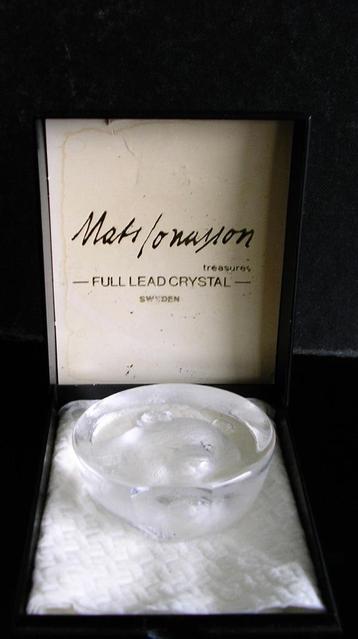 Mats Jonasson
treasures
— FULL LEAD CRYSTAL —
SWEDEN